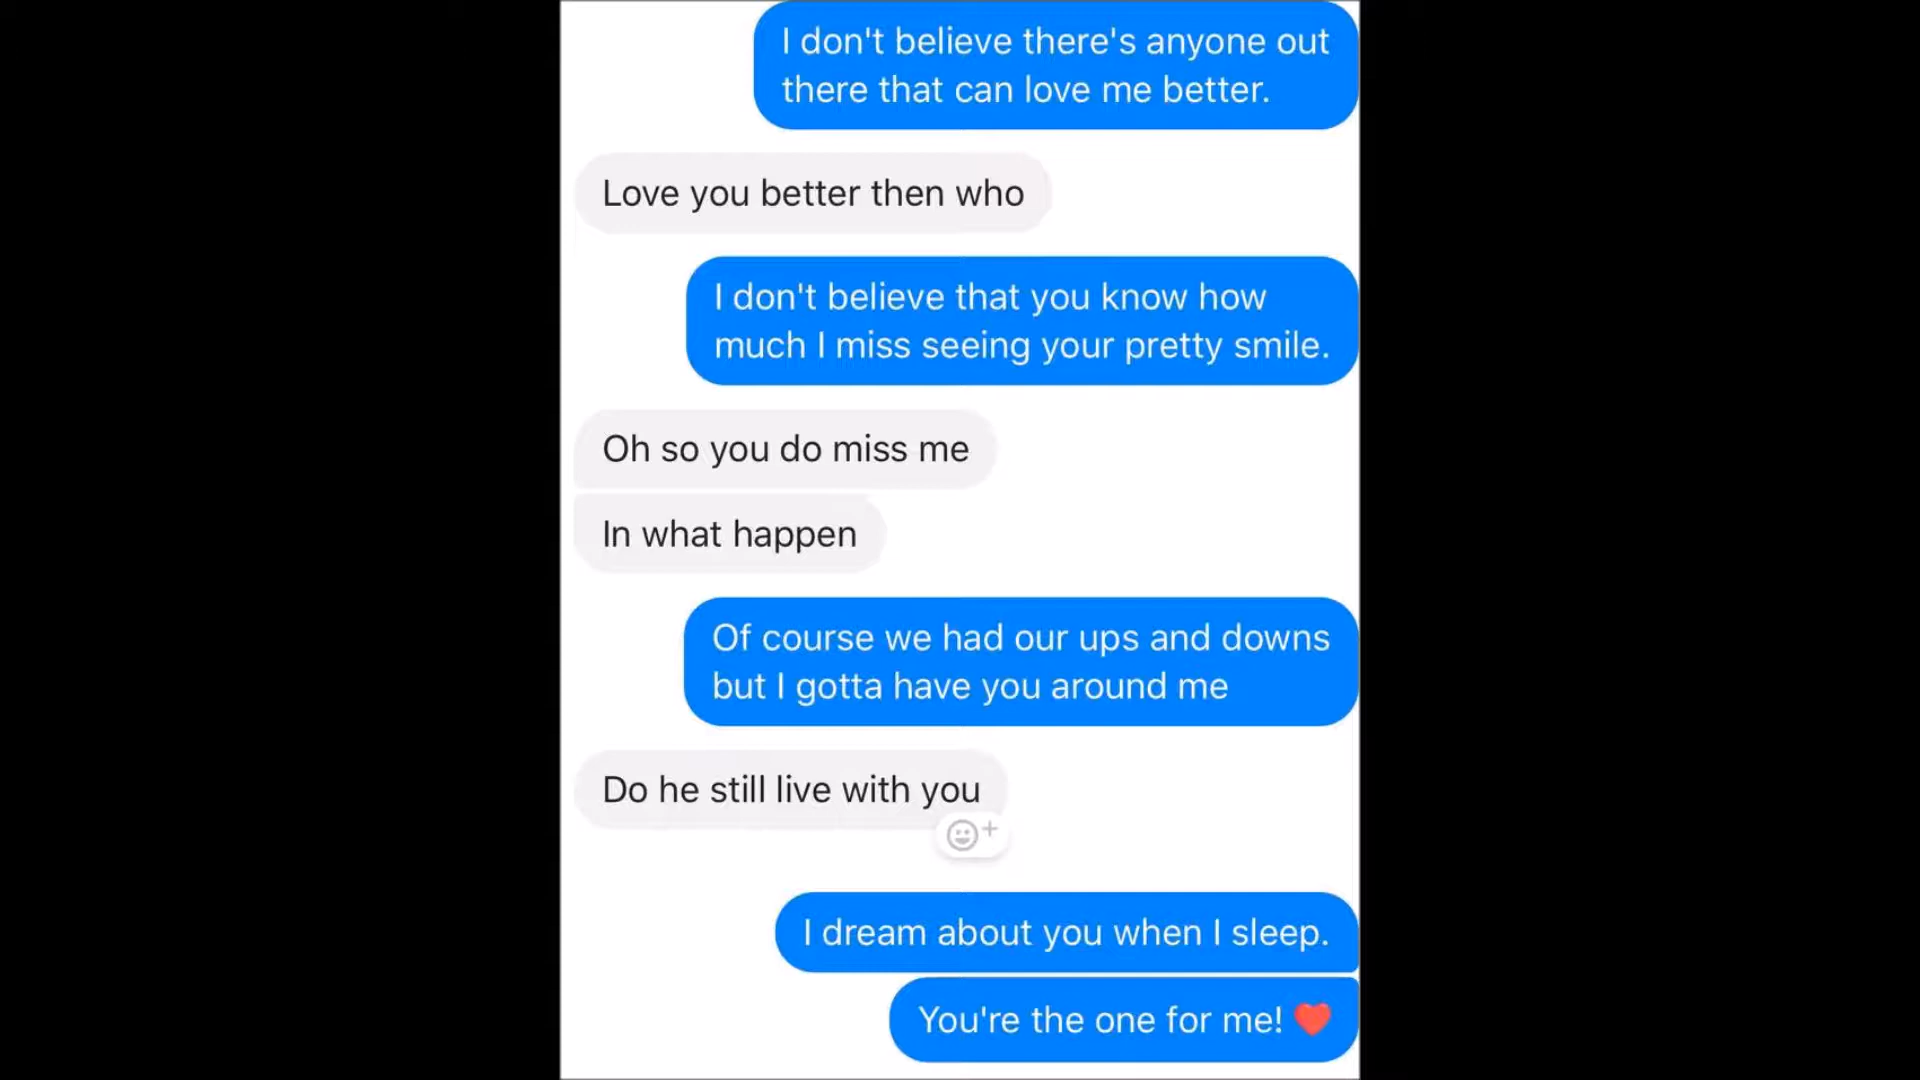 I don't believe there's anyone out
there that can love me better.
Love you better then who
I don't believe that you know how
much I miss seeing your pretty smile.
Oh so you do miss me
In what happen
Of course we had our ups and downs
but I gotta have you around me
Do he still live with you
I dream about you when I sleep.
You're the one for me! ❤️